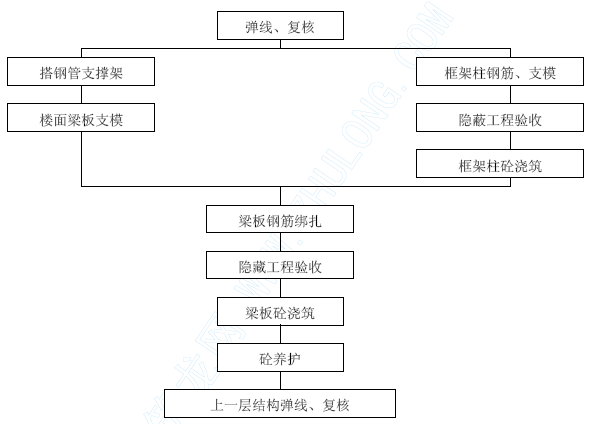 弹线、复核
搭钢管支撑架
框架柱钢筋、支模
楼面梁板支模
隐蔽工程验收
框架柱砼浇筑
梁板钢筋绑扎
隐藏工程验收
梁板砼浇筑
砼养护
上一层结构弹线、复核